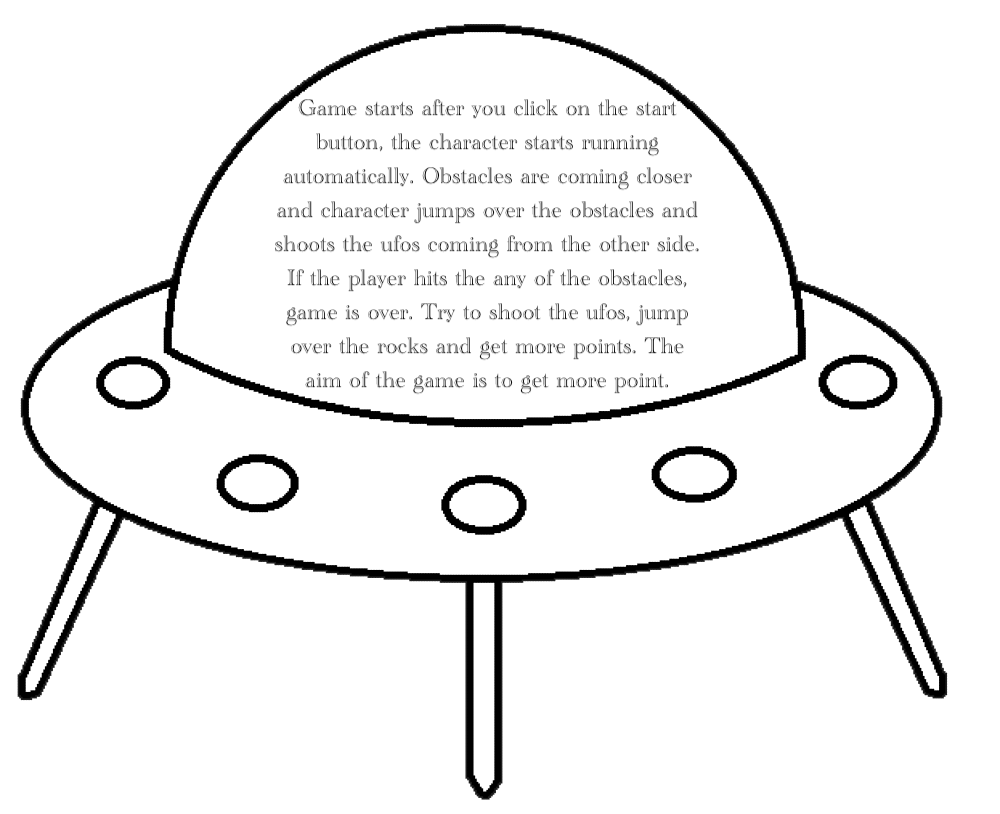 Game starts after you click on the start
button, the character starts running
automatically. Obstacles are coming closer
and character jumps over the obstacles and
shoots the ufos coming from the other side.
If the player hits the any of the obstacles,
game is over. Try to shoot the ufos, jump
over the rocks and get more points. The
aim of the game is to get more point.